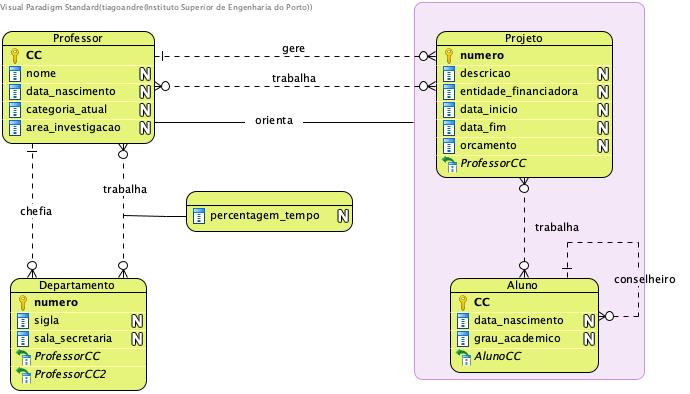 Visual Paradigm Standard(tiagoandre(Instituto Superior de Engenharia do Porto))
Professor
CC
nome N
data_nascimento N
categoria_atual N
area_investigacao N
gere
trabalha
orienta
Projeto
numero
descricao N
entidade_financiadora N
data_inicio N
data_fim N
orcamento N
ProfessorCC
trabalha
chefia
percentagem_tempo N
trabalha
conselheiro
Departamento
numero
sigla N
sala_secretaria N
ProfessorCC
ProfessorCC2
Aluno
CC
data_nascimento N
grau_academico N
AlunoCC